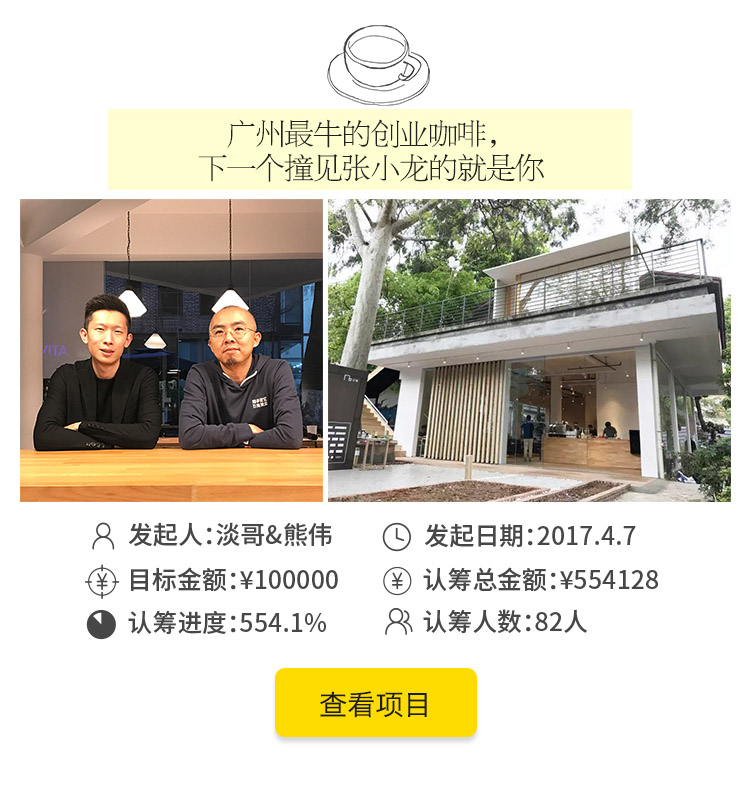 广州最牛的创业咖啡，
下一个撞见张小龙的就是你
VITA
发起人：淡哥&熊伟
发起日期：2017.4.7
¥
目标金额：¥100000
¥
认筹总金额：¥554128
认筹进度：554.1%
认筹人数：82人
查看项目